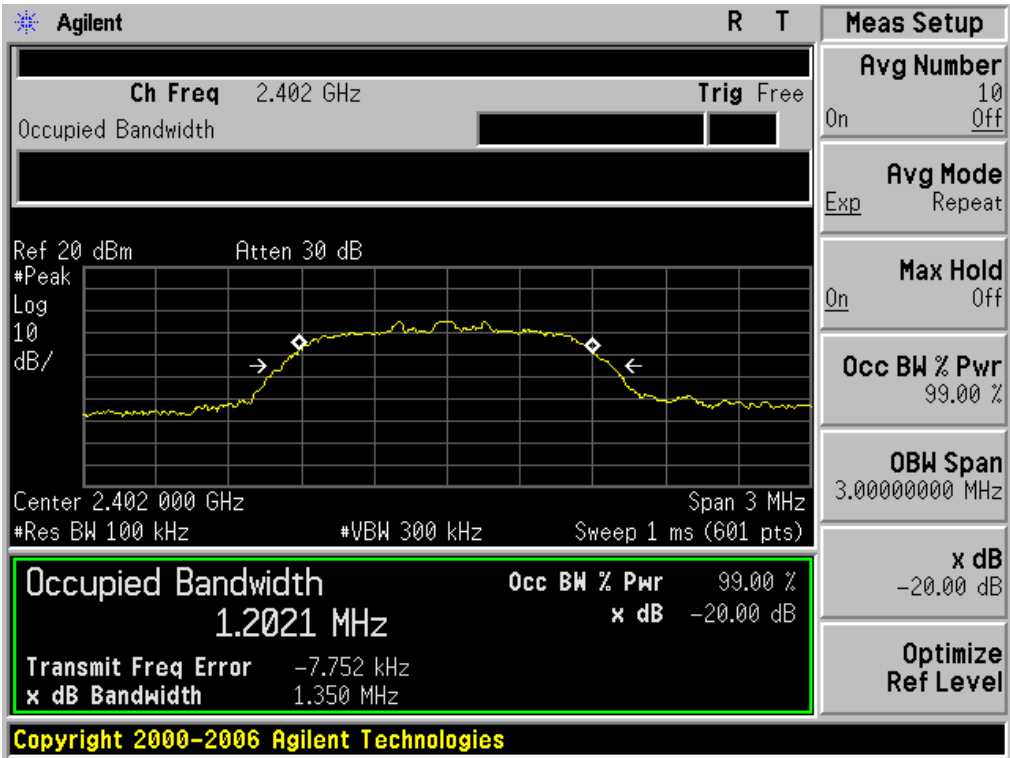 Agilent
R T
Meas Setup
Ch Freq 2.402 GHz
Trig Free
Occupied Bandwidth
Avg Number
10
On Off
Avg Mode
Exp Repeat
Max Hold
On Off
Occ BW % Pwr
99.00 %
OBW Span
3.00000000 MHz
x dB
-20.00 dB
Optimize
Ref Level
Ref 20 dBm Atten 30 dB
#Peak
Log
10
dB/
Center 2.402 000 GHz Span 3 MHz
#Res BW 100 kHz #VBW 300 kHz Sweep 1 ms (601 pts)
Occupied Bandwidth
1.2021 MHz
Occ BW % Pwr 99.00 %
x dB -20.00 dB
Transmit Freq Error -7.752 kHz
x dB Bandwidth 1.350 MHz
Copyright 2000-2006 Agilent Technologies